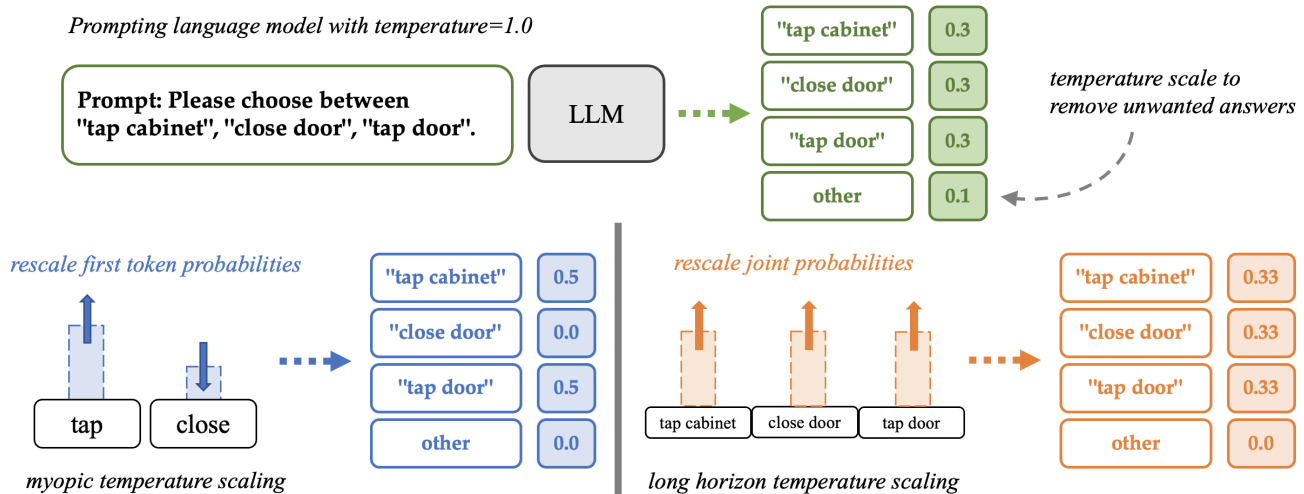 Prompting language model with temperature=1.0
Prompt: Please choose between
"tap cabinet", "close door", "tap door".
LLM
"tap cabinet" 0.3
"close door" 0.3
"tap door" 0.3
other 0.1
temperature scale to
remove unwanted answers
rescale first token probabilities
tap
close
"tap cabinet" 0.5
"close door" 0.0
"tap door" 0.5
other 0.0
myopic temperature scaling
rescale joint probabilities
tap cabinet
close door
tap door
"tap cabinet" 0.33
"close door" 0.33
"tap door" 0.33
other 0.0
long horizon temperature scaling